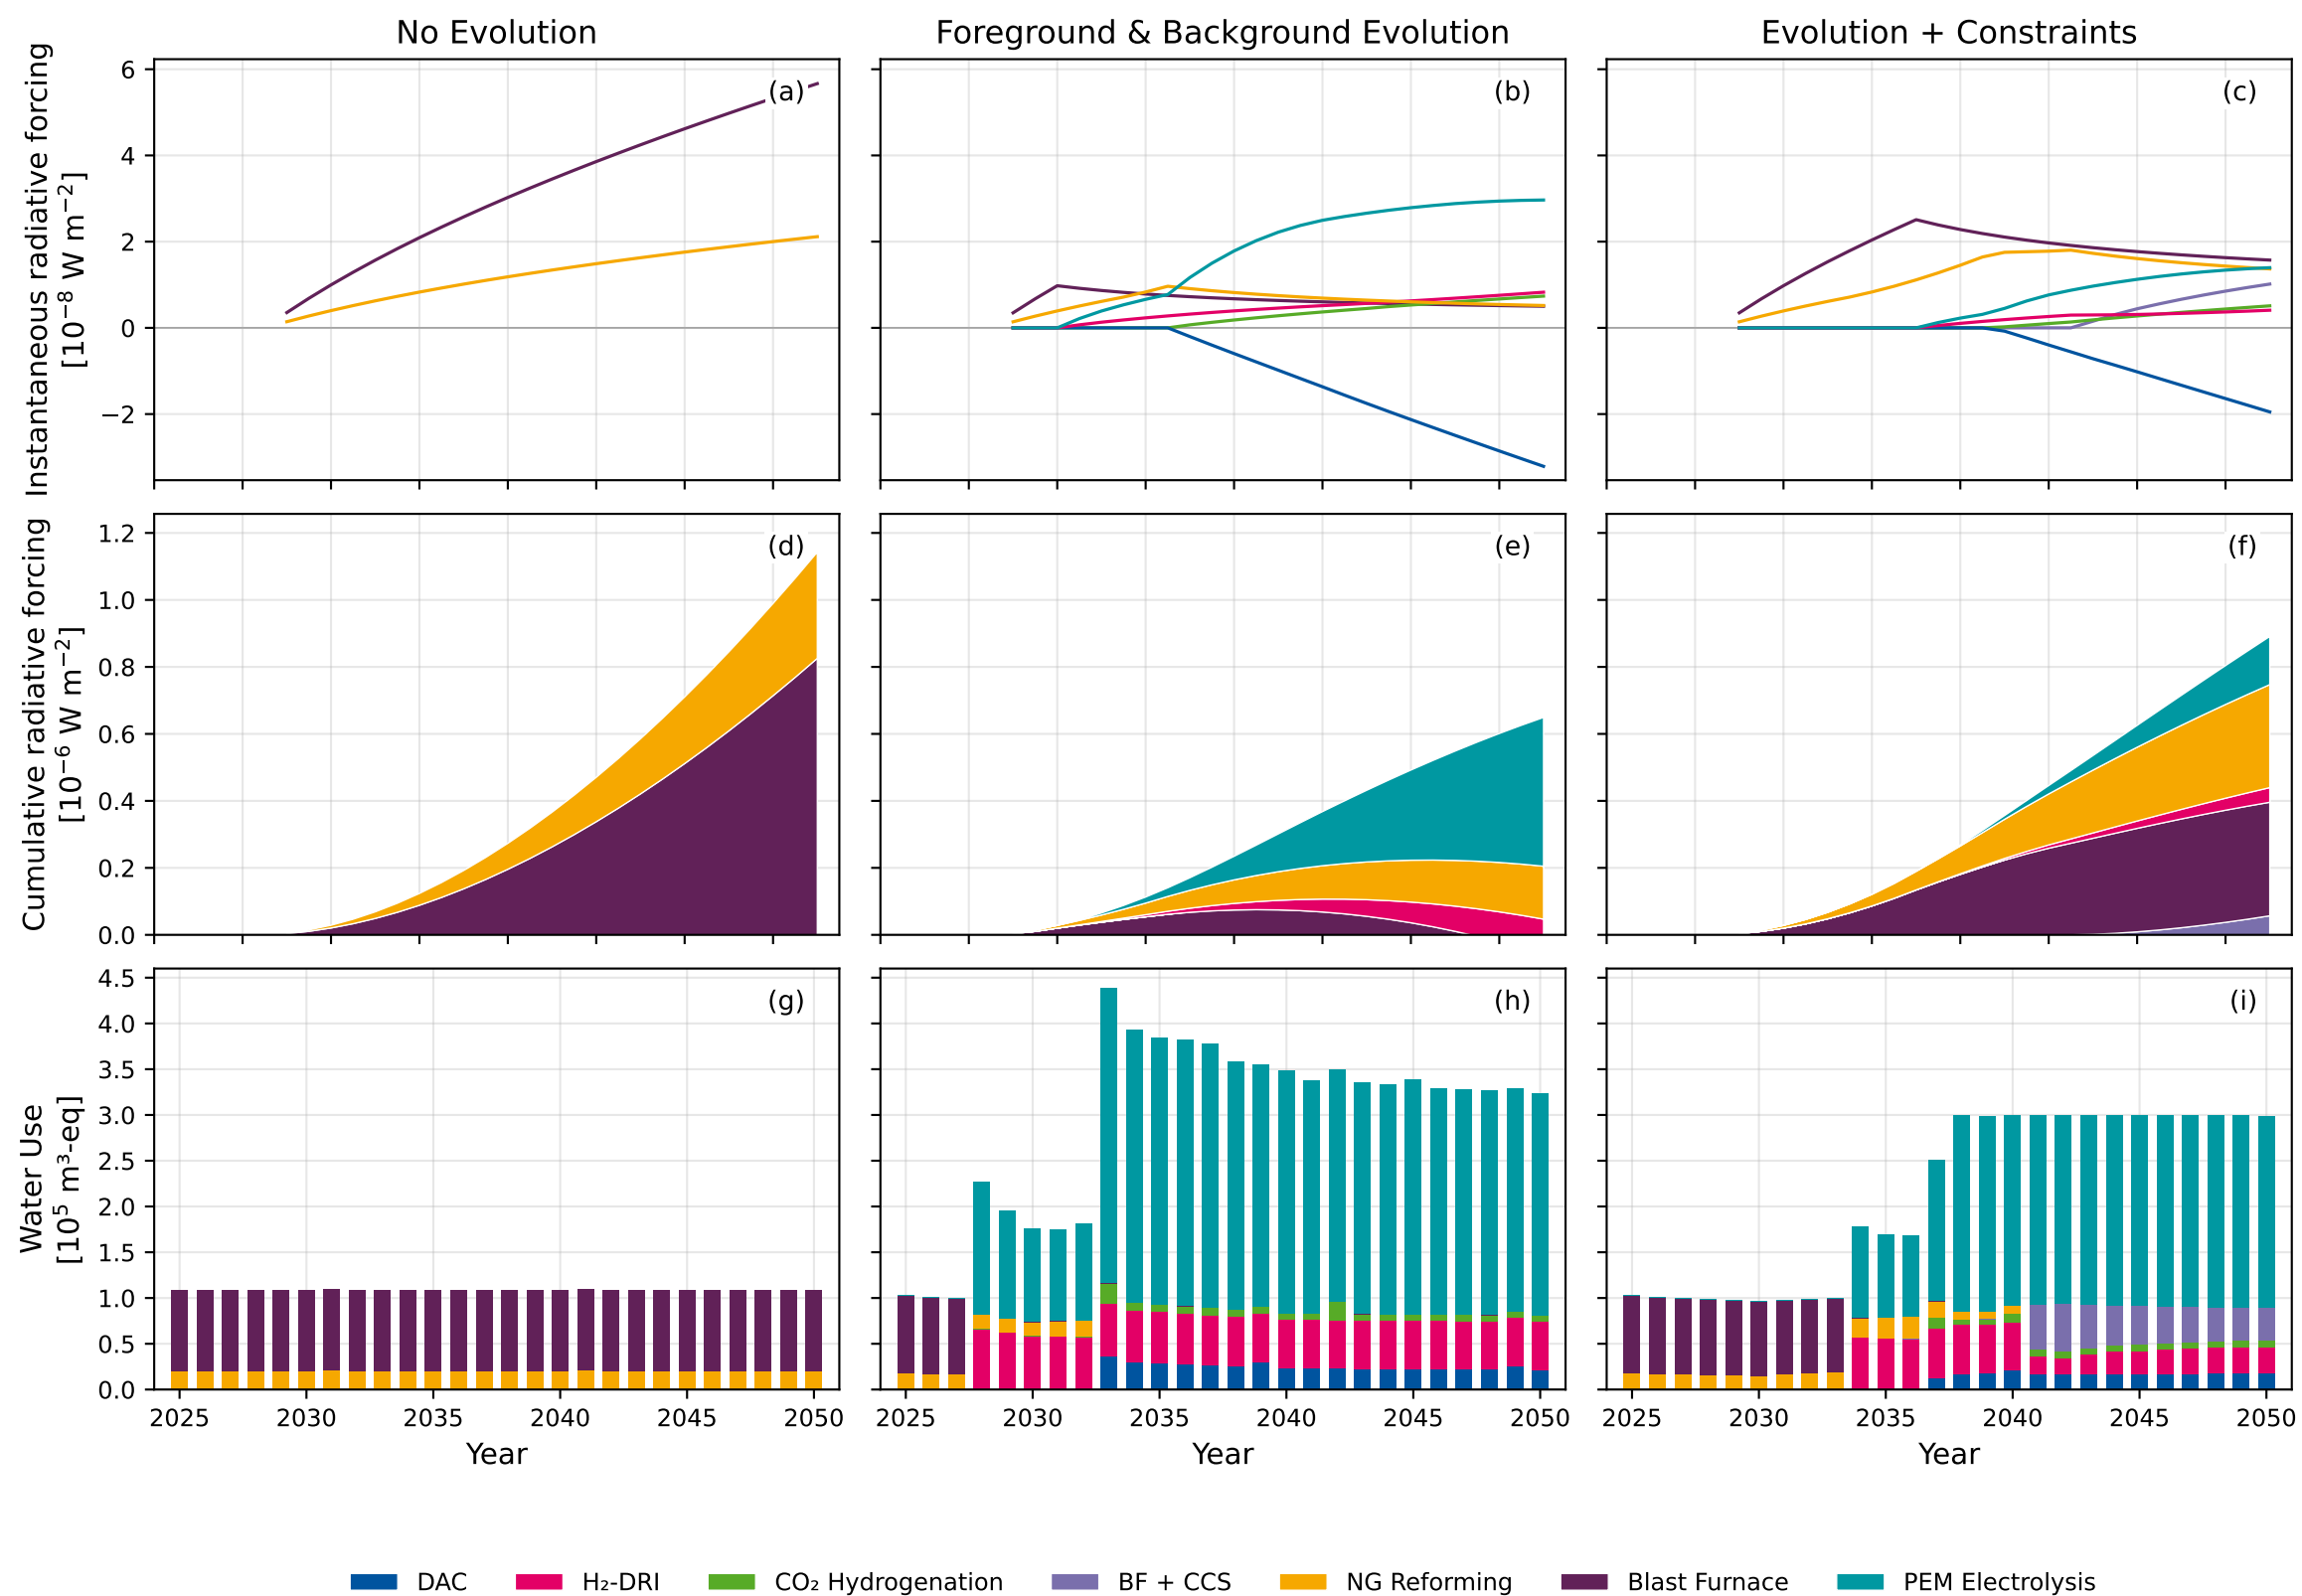 No Evolution
Foreground & Background Evolution
Evolution + Constraints
Instantaneous radiative forcing
[10⁻⁸ W m⁻²]
6
4
2
0
−2
(a)
(b)
(c)
Cumulative radiative forcing
[10⁻⁶ W m⁻²]
1.2
1.0
0.8
0.6
0.4
0.2
0.0
(d)
(e)
(f)
Water Use
[10⁵ m³-eq]
4.5
4.0
3.5
3.0
2.5
2.0
1.5
1.0
0.5
0.0
(g)
(h)
(i)
2025 2030 2035 2040 2045 2050
2025 2030 2035 2040 2045 2050
2025 2030 2035 2040 2045 2050
Year
Year
Year
DAC H₂-DRI CO₂ Hydrogenation BF + CCS NG Reforming Blast Furnace PEM Electrolysis